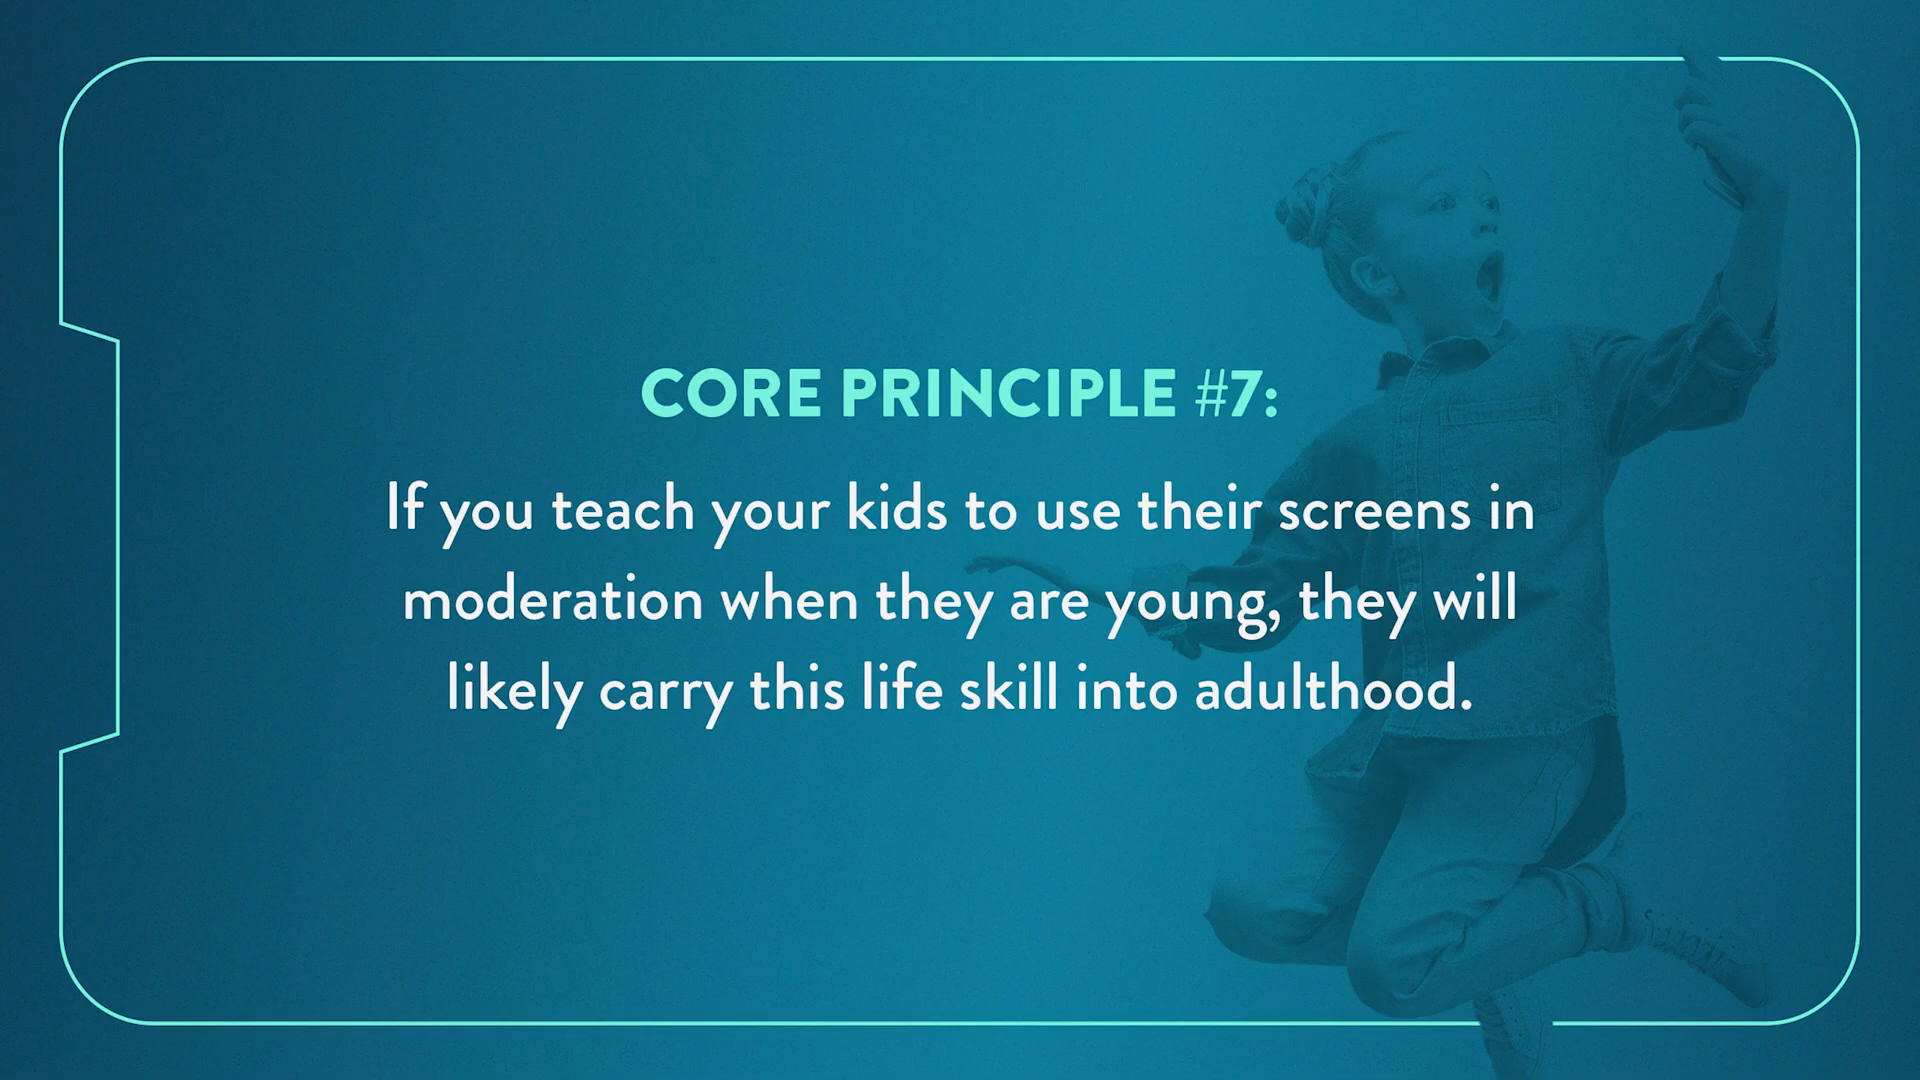 CORE PRINCIPLE #7:
If you teach your kids to use their screens in
moderation when they are young, they will
likely carry this life skill into adulthood.